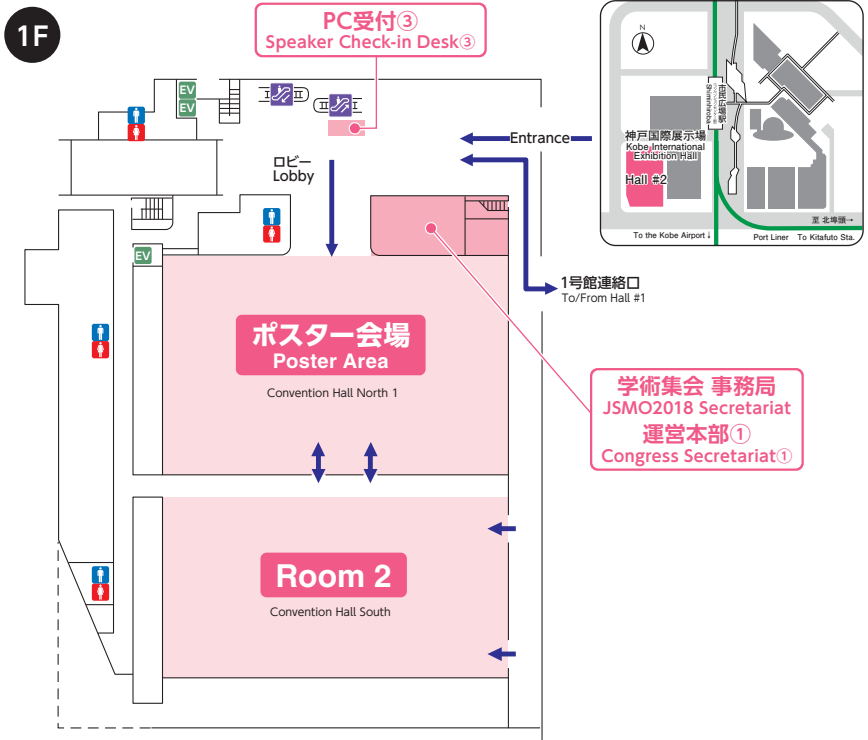 1F
PC受付③
Speaker Check-in Desk③
EV
EV
ロビー
Lobby
Entrance
N
市民広場駅
Shiminhiroba
神戸国際展示場
Kobe International
Exhibition Hall
Hall #2
至 北埠頭→
To the Kobe Airport↓
Port Liner
To Kitafuto Sta.
EV
1号館連絡口
To/From Hall #1
ポスター会場
Poster Area
Convention Hall North 1
学術集会 事務局
JSMO2018 Secretariat
運営本部①
Congress Secretariat①
Room 2
Convention Hall South